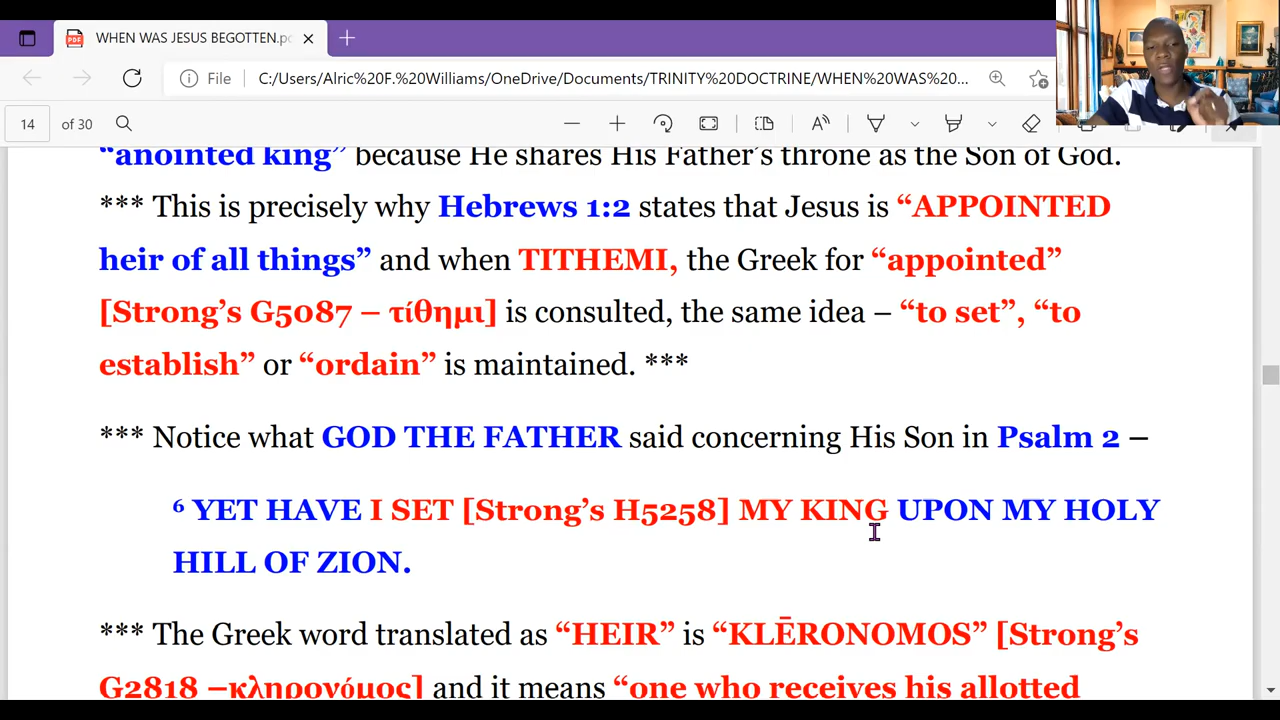 WHEN WAS JESUS BEGOTTEN.pc
File C:/Users/Alric%20F.%20Williams/OneDrive/Documents/TRINITY%20DOCTRINE/WHEN%20WAS%20...
14 of 30
“anointed king” because He shares His Father’s throne as the Son of God.
*** This is precisely why Hebrews 1:2 states that Jesus is “APPOINTED
heir of all things” and when TITHEMI, the Greek for “appointed”
[Strong’s G5087 – τίθημι] is consulted, the same idea – “to set”, “to
establish” or “ordain” is maintained. ***
*** Notice what GOD THE FATHER said concerning His Son in Psalm 2 –
6 YET HAVE I SET [Strong’s H5258] MY KING UPON MY HOLY
HILL OF ZION.
*** The Greek word translated as “HEIR” is “KLĒRONOMOS” [Strong’s
G2818 –κληρονόμος] and it means “one who receives his allotted